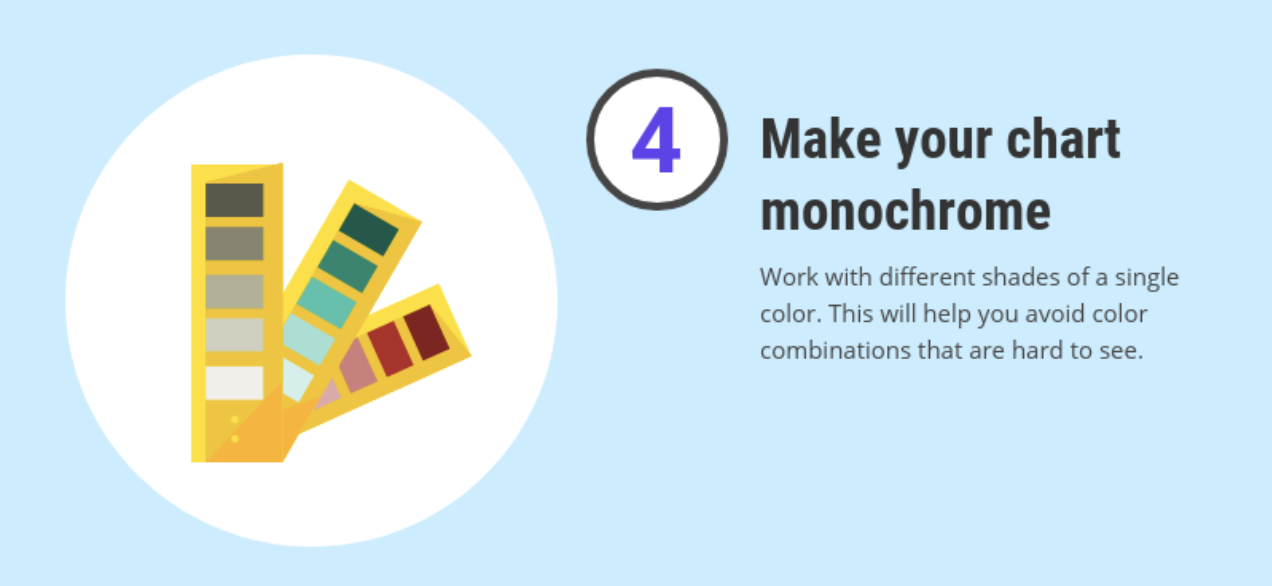 4
Make your chart
monochrome
Work with different shades of a single
color. This will help you avoid color
combinations that are hard to see.